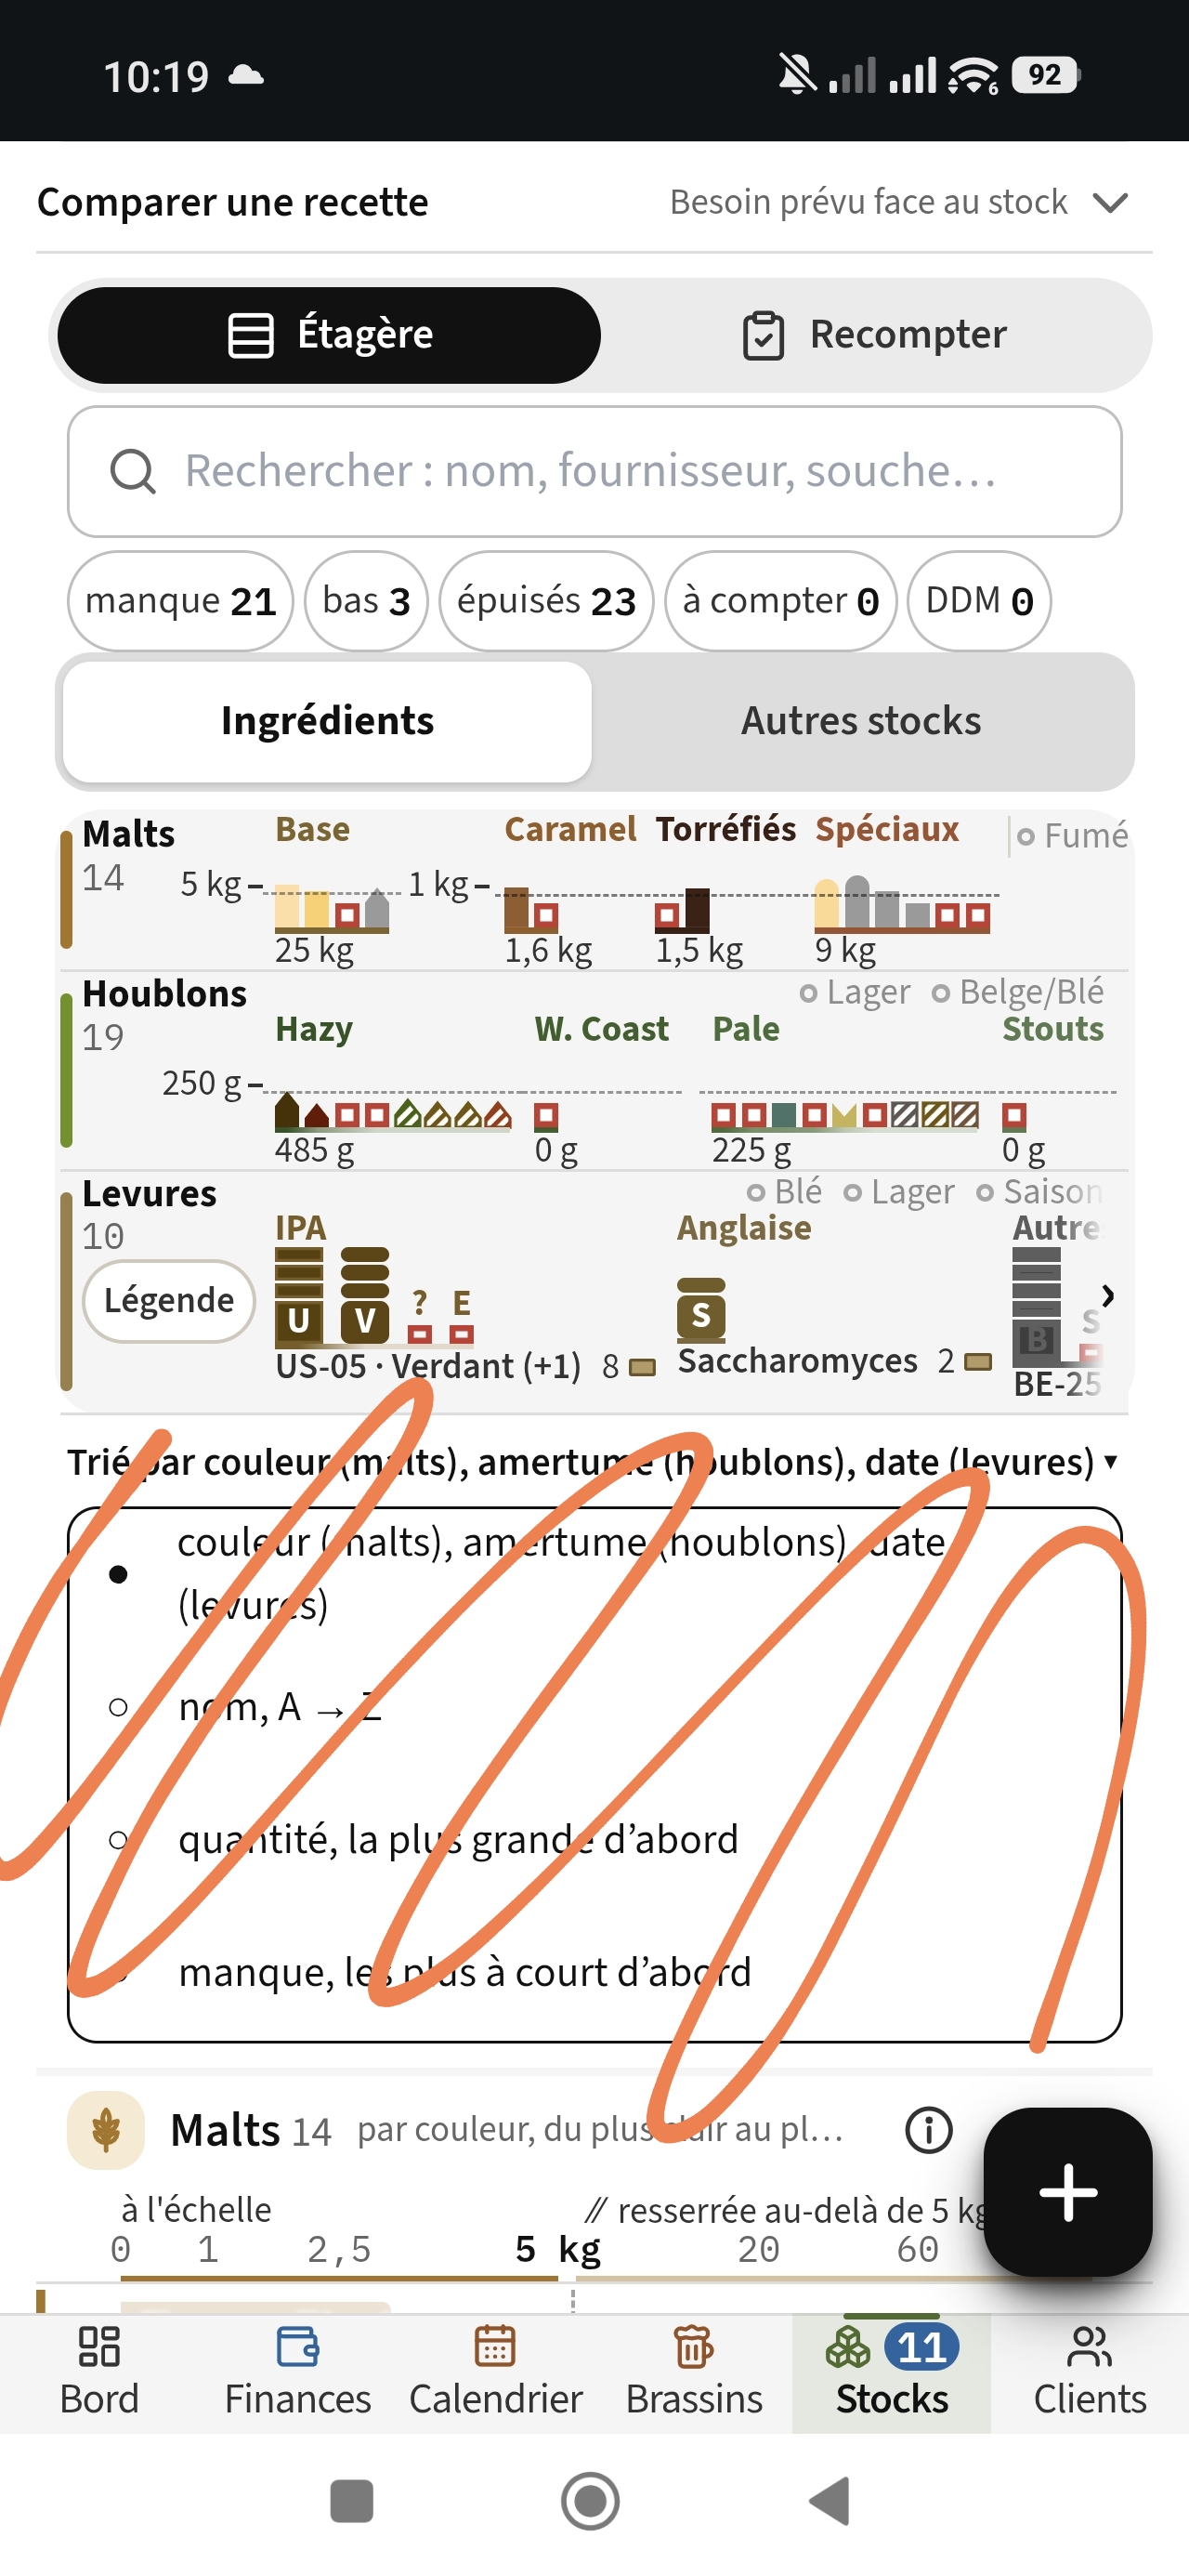 10:19
6
92
Comparer une recette Besoin prévu face au stock
Étagère Recompter
Rechercher : nom, fournisseur, souche…
manque 21 bas 3 épuisés 23 à compter 0 DDM 0
Ingrédients Autres stocks
Malts Base Caramel Torréfiés Spéciaux Fumé
14 5 kg 1 kg
25 kg 1,6 kg 1,5 kg 9 kg
Houblons Lager Belge/Blé
19 Hazy W. Coast Pale Stouts
250 g
485 g 0 g 225 g 0 g
Levures Blé Lager Saison
10 IPA Anglaise Autre
Légende U V ? E S B S
US-05 · Verdant (+1) 8 Saccharomyces 2
BE-25
Trié par couleur (malts), amertume (houblons), date (levures) ▾
couleur (malts), amertume (houblons), date
(levures)
nom, A → Z
quantité, la plus grande d’abord
manque, les plus à court d’abord
Malts 14 par couleur, du plus clair au pl…
à l'échelle // resserrée au-delà de 5 kg
0 1 2,5 5 kg 20 60
11
Bord Finances Calendrier Brassins Stocks Clients